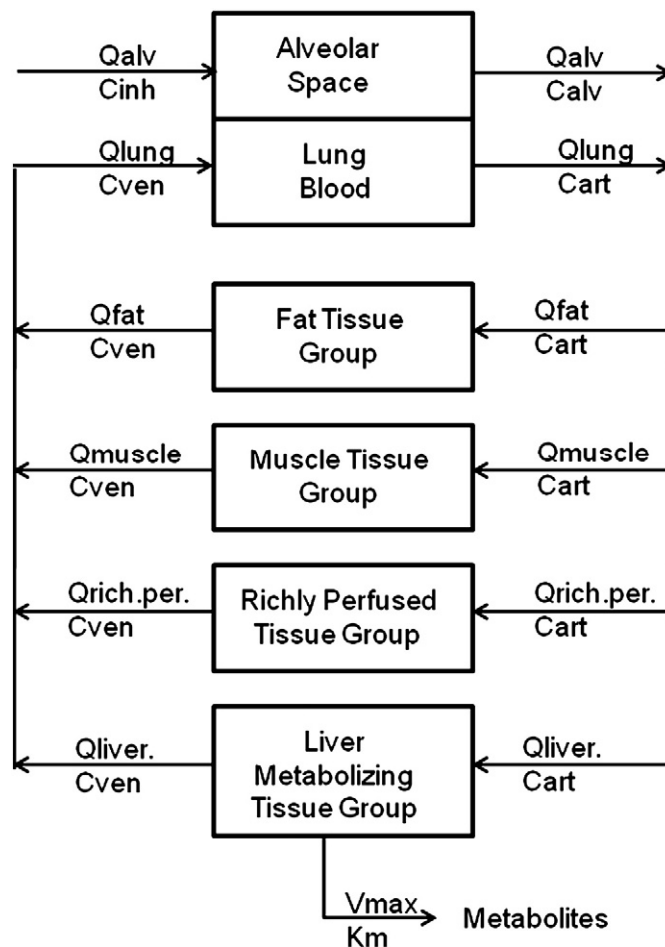 Qalv
Cinh
Alveolar
Space
Qalv
Calv
Qlung
Cven
Lung
Blood
Qlung
Cart
Qfat
Cven
Fat Tissue
Group
Qfat
Cart
Qmuscle
Cven
Muscle Tissue
Group
Qmuscle
Cart
Qrich.per.
Cven
Richly Perfused
Tissue Group
Qrich.per.
Cart
Qliver.
Cven
Liver
Metabolizing
Tissue Group
Qliver.
Cart
Vmax
Km
Metabolites